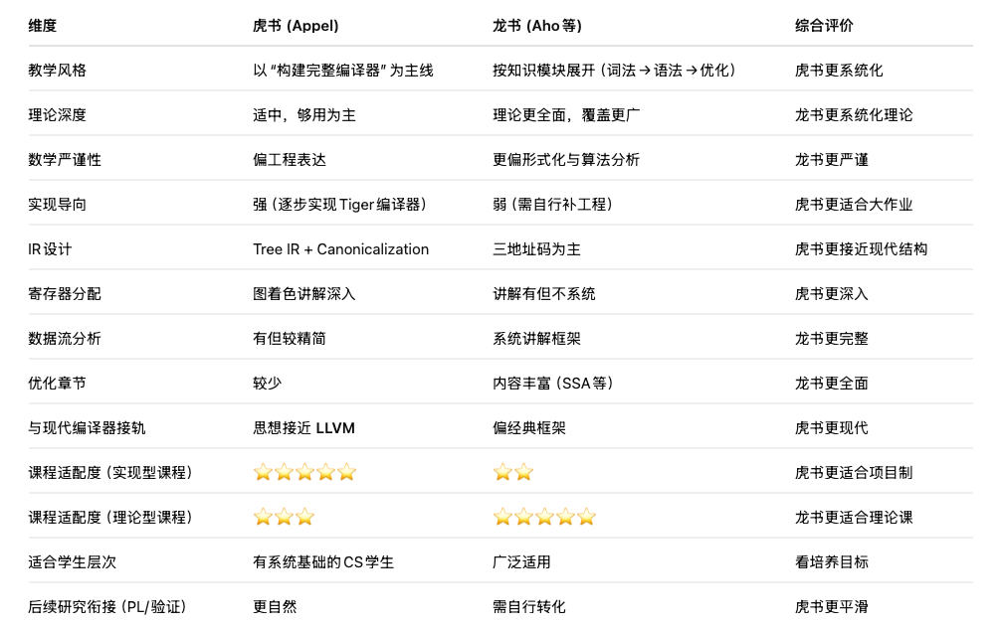 维度 虎书 (Appel) 龙书 (Aho 等) 综合评价
教学风格 以“构建完整编译器”为主线 按知识模块展开（词法→语法→优化） 虎书更系统化
理论深度 适中，够用为主 理论更全面，覆盖更广 龙书更系统化理论
数学严谨性 偏工程表达 更偏形式化与算法分析 龙书更严谨
实现导向 强（逐步实现 Tiger 编译器） 弱（需自行补工程） 虎书更适合大作业
IR 设计 Tree IR + Canonicalization 三地址码为主 虎书更接近现代结构
寄存器分配 图着色讲解深入 讲解有但不系统 虎书更深入
数据流分析 有但较精简 系统讲解框架 龙书更完整
优化章节 较少 内容丰富（SSA 等） 龙书更全面
与现代编译器接轨 思想接近 LLVM 偏经典框架 虎书更现代
课程适配度（实现型课程） ⭐⭐⭐⭐⭐ ⭐⭐ 虎书更适合项目制
课程适配度（理论型课程） ⭐⭐⭐ ⭐⭐⭐⭐⭐ 龙书更适合理论课
适合学生层次 有系统基础的 CS 学生 广泛适用 看培养目标
后续研究衔接（PL/验证） 更自然 需自行转化 虎书更平滑